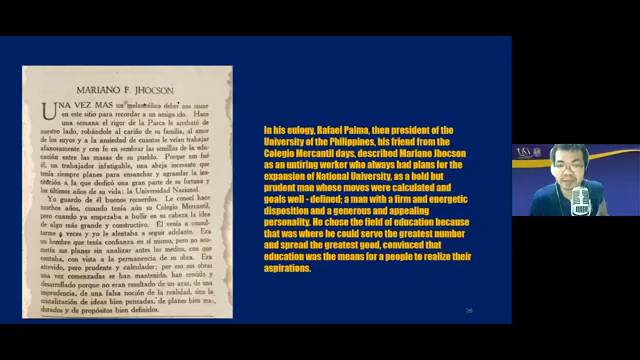 MARIANO F. JHOCSON
UNA VEZ MAS un melancólico deber nos reune
en este sitio para recordar a un amigo ido. Hace
una semana el rigor de la Parca le arrebató de
nuestro lado, robándole al cariño de su familia, al amor
de los suyos y a la ansiedad de cuantos le veían trabajar
afanosamente y con fe en sembrar las semillas de la edu-
cación entre las masas de su pueblo. Porque sin fué
él, un trabajador infatigable, una abeja incesante que
tenía siempre planes para ensanchar y agrandar la ins-
titución a la que dedicó una gran parte de su fortuna y
los últimos años de su vida: la Universidad Nacional.
Yo guardo de él buenos recuerdos. Le conocí hace
muchos años, cuando tenía aún su Colegio Mercantil,
pero cuando ya empezaba a bullir en su cabeza la idea
de algo más grande y constructivo. El venía a consul-
tarme a veces y yo le alentaba a seguir adelante. Era
un hombre que tenía confianza en sí mismo, pero no aco-
metía sus planes sin analizar antes los medios, con que
contaba, con vista a la permanencia de su obra. Era
atrevido, pero prudente y calculador; por eso sus obras
una vez comenzadas se han mantenido, han crecido y
desarrollado porque no eran resultado de un azar, de una
imprudencia, de una falsa noción de la realidad, sino la
cristalización de ideas bien pensadas, de planes bien ma-
durados y de propósitos bien definidos.
In his eulogy, Rafael Palma, then president of the
University of the Philippines, his friend from the
Colegio Mercantil days, described Mariano Jhocson
as an untiring worker who always had plans for the
expansion of National University, as a bold but
prudent man whose moves were calculated and
goals well - defined; a man with a firm and energetic
disposition and a generous and appealing
personality. He chose the field of education because
that was where he could serve the greatest number
and spread the greatest good, convinced that
education was the means for a people to realize their
aspirations.
26